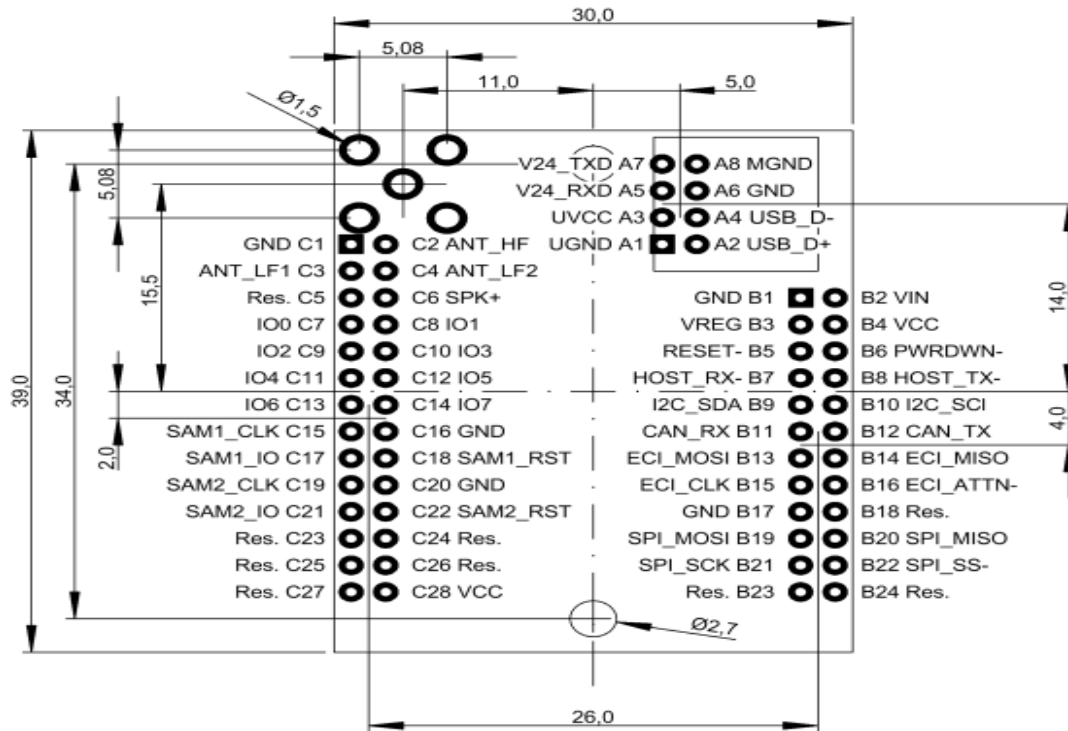 30,0
5,08
11,0
5,0
Ø1,5
V24_TXD A7 A8 MGND
V24_RXD A5 A6 GND
UVCC A3 A4 USB_D-
UGND A1 A2 USB_D+
5,08
15,5
34,0
39,0
2,0
14,0
4,0
GND C1 C2 ANT_HF
ANT_LF1 C3 C4 ANT_LF2
Res. C5 C6 SPK+
IO0 C7 C8 IO1
IO2 C9 C10 IO3
IO4 C11 C12 IO5
IO6 C13 C14 IO7
SAM1_CLK C15 C16 GND
SAM1_IO C17 C18 SAM1_RST
SAM2_CLK C19 C20 GND
SAM2_IO C21 C22 SAM2_RST
Res. C23 C24 Res.
Res. C25 C26 Res.
Res. C27 C28 VCC
GND B1 B2 VIN
VREG B3 B4 VCC
RESET- B5 B6 PWRDWN-
HOST_RX- B7 B8 HOST_TX-
I2C_SDA B9 B10 I2C_SCI
CAN_RX B11 B12 CAN_TX
ECI_MOSI B13 B14 ECI_MISO
ECI_CLK B15 B16 ECI_ATTN-
GND B17 B18 Res.
SPI_MOSI B19 B20 SPI_MISO
SPI_SCK B21 B22 SPI_SS-
Res. B23 B24 Res.
Ø2,7
26,0